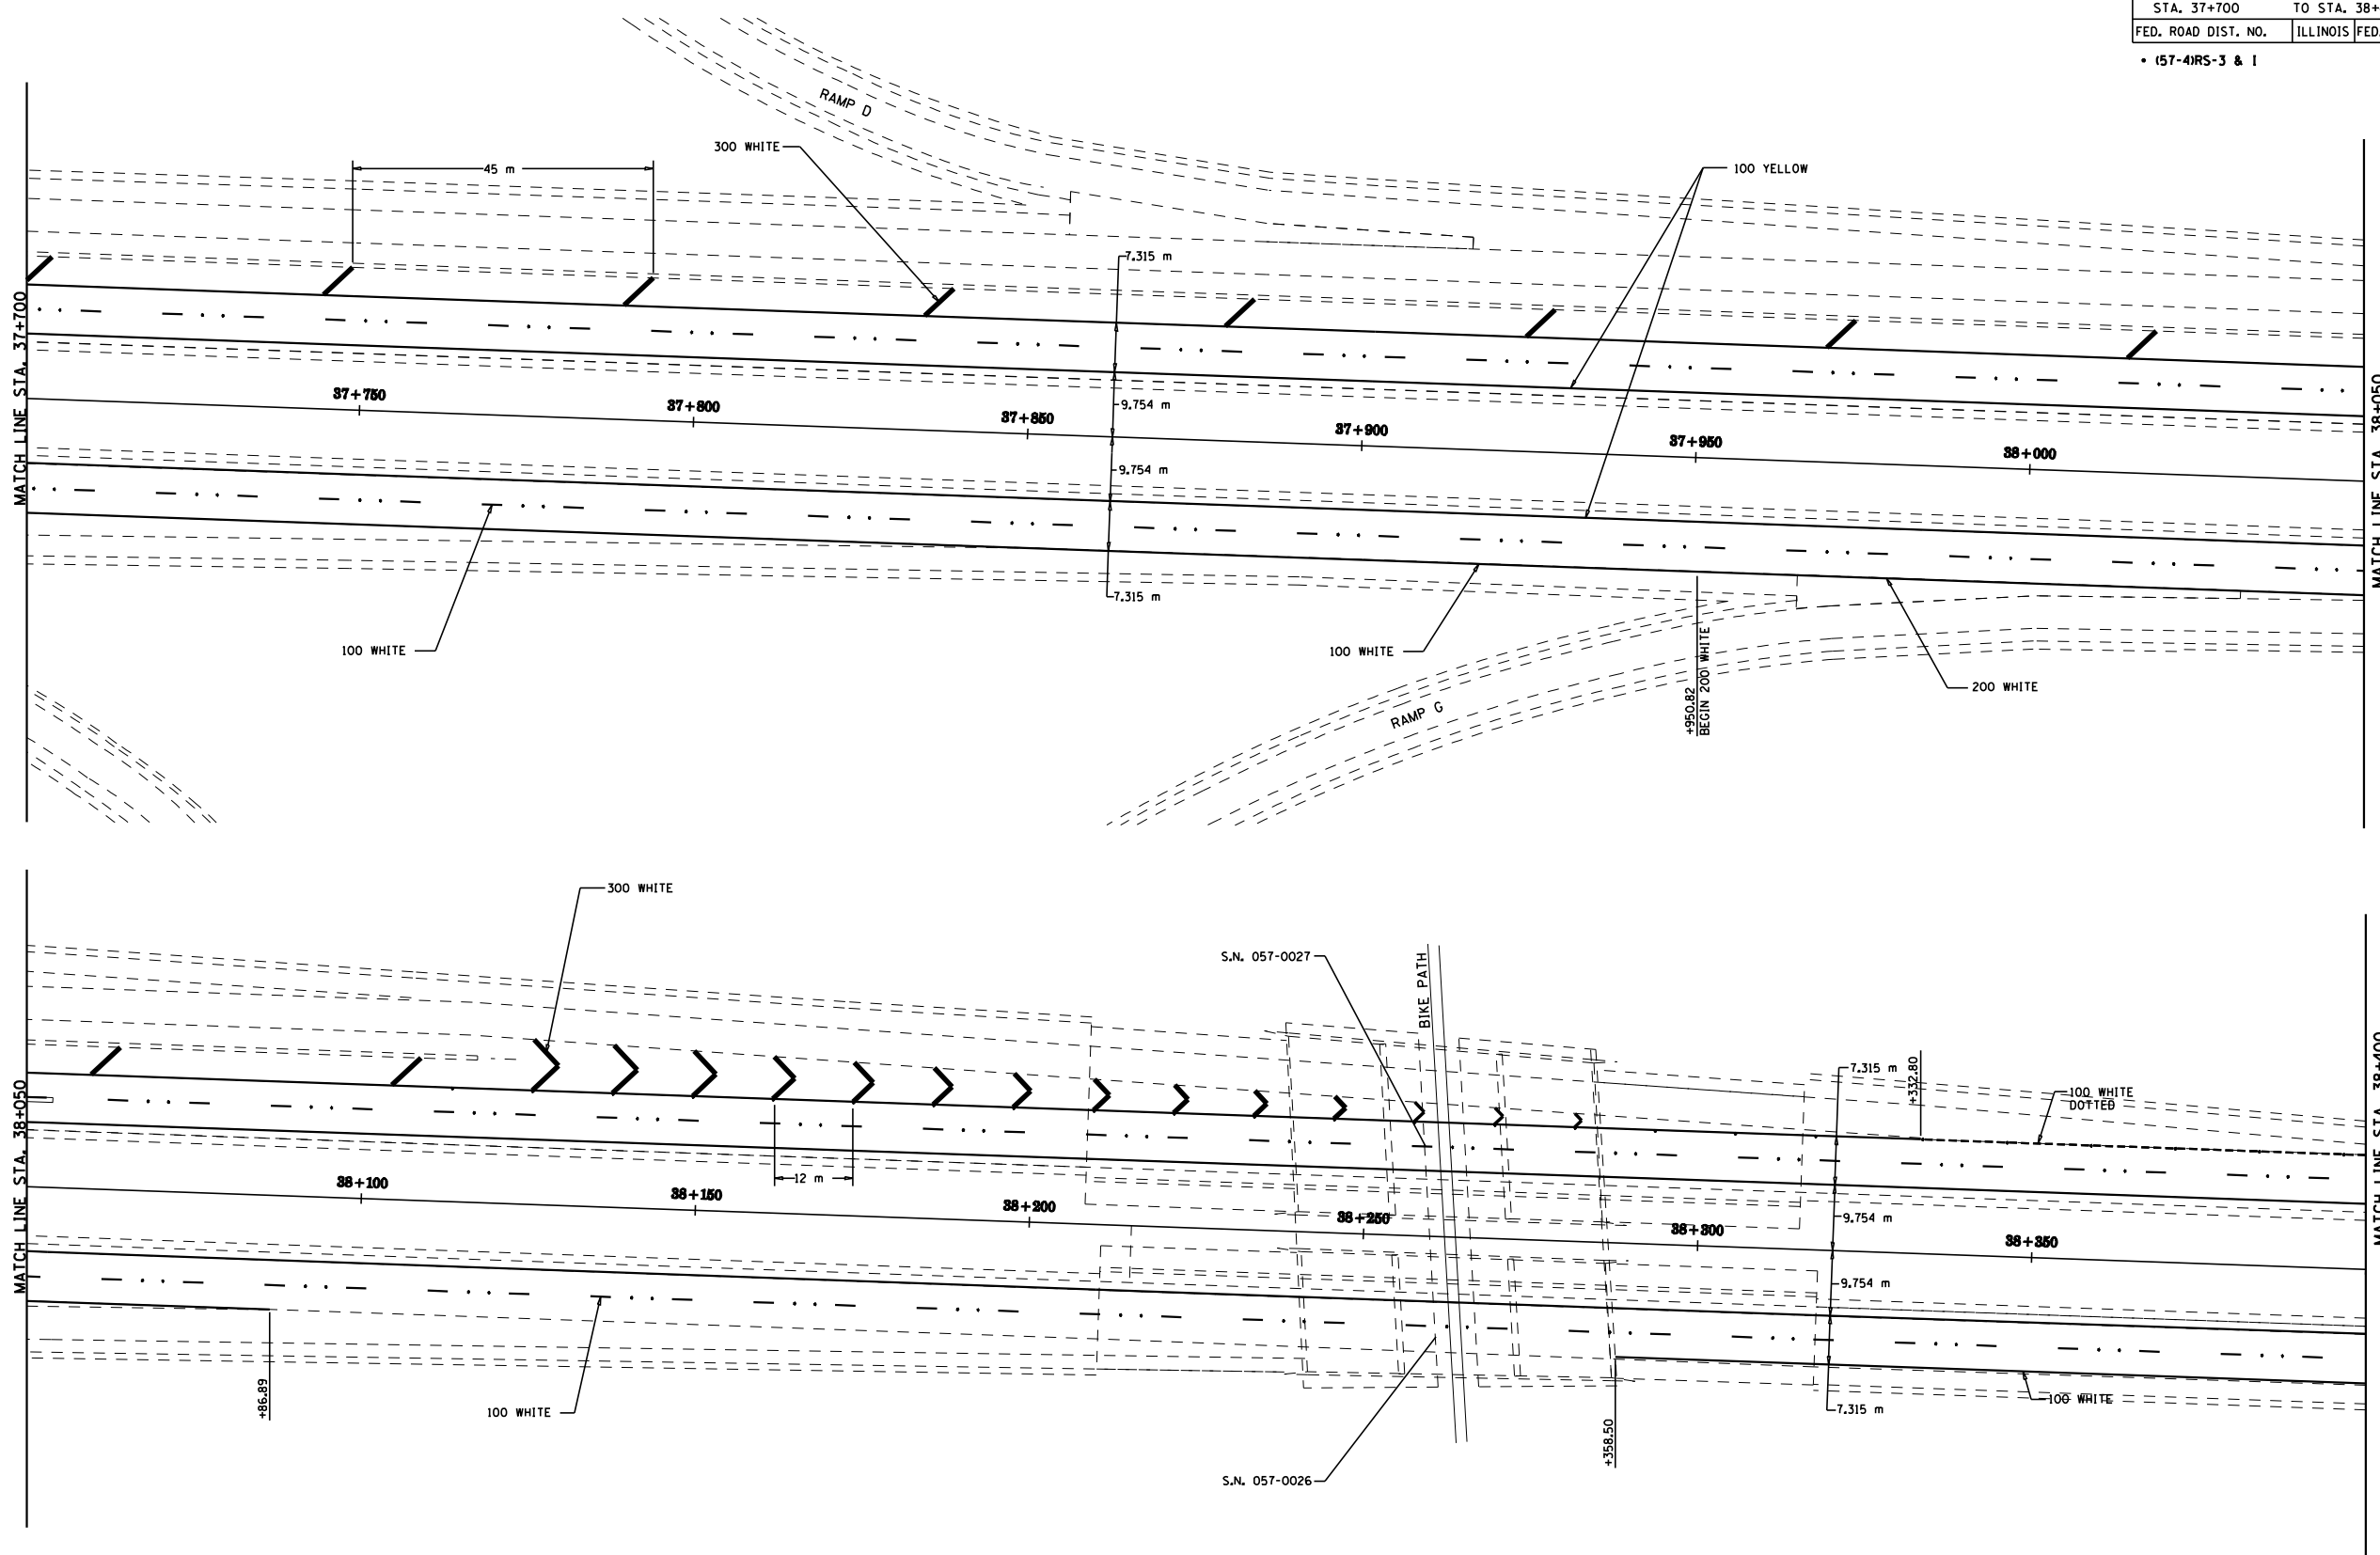 STA. 37+700 TO STA. 38+
FED. ROAD DIST. NO. ILLINOIS FED.
• (57-4)RS-3 & I
RAMP D
300 WHITE
45 m
100 YELLOW
7.315 m
MATCH LINE STA. 37+700
37+750
37+800
37+850
9.754 m
37+900
37+950
38+000
MATCH LINE STA. 38+050
9.754 m
7.315 m
100 WHITE
100 WHITE
+950.82
BEGIN 200 WHITE
200 WHITE
RAMP G
300 WHITE
S.N. 057-0027
BIKE PATH
7.315 m
+332.80
100 WHITE
DOTTED
MATCH LINE STA. 38+050
12 m
38+100
38+150
38+200
38+250
38+300
38+350
9.754 m
MATCH LINE STA. 38+400
9.754 m
+86.89
100 WHITE
7.315 m
100 WHITE
+358.50
S.N. 057-0026